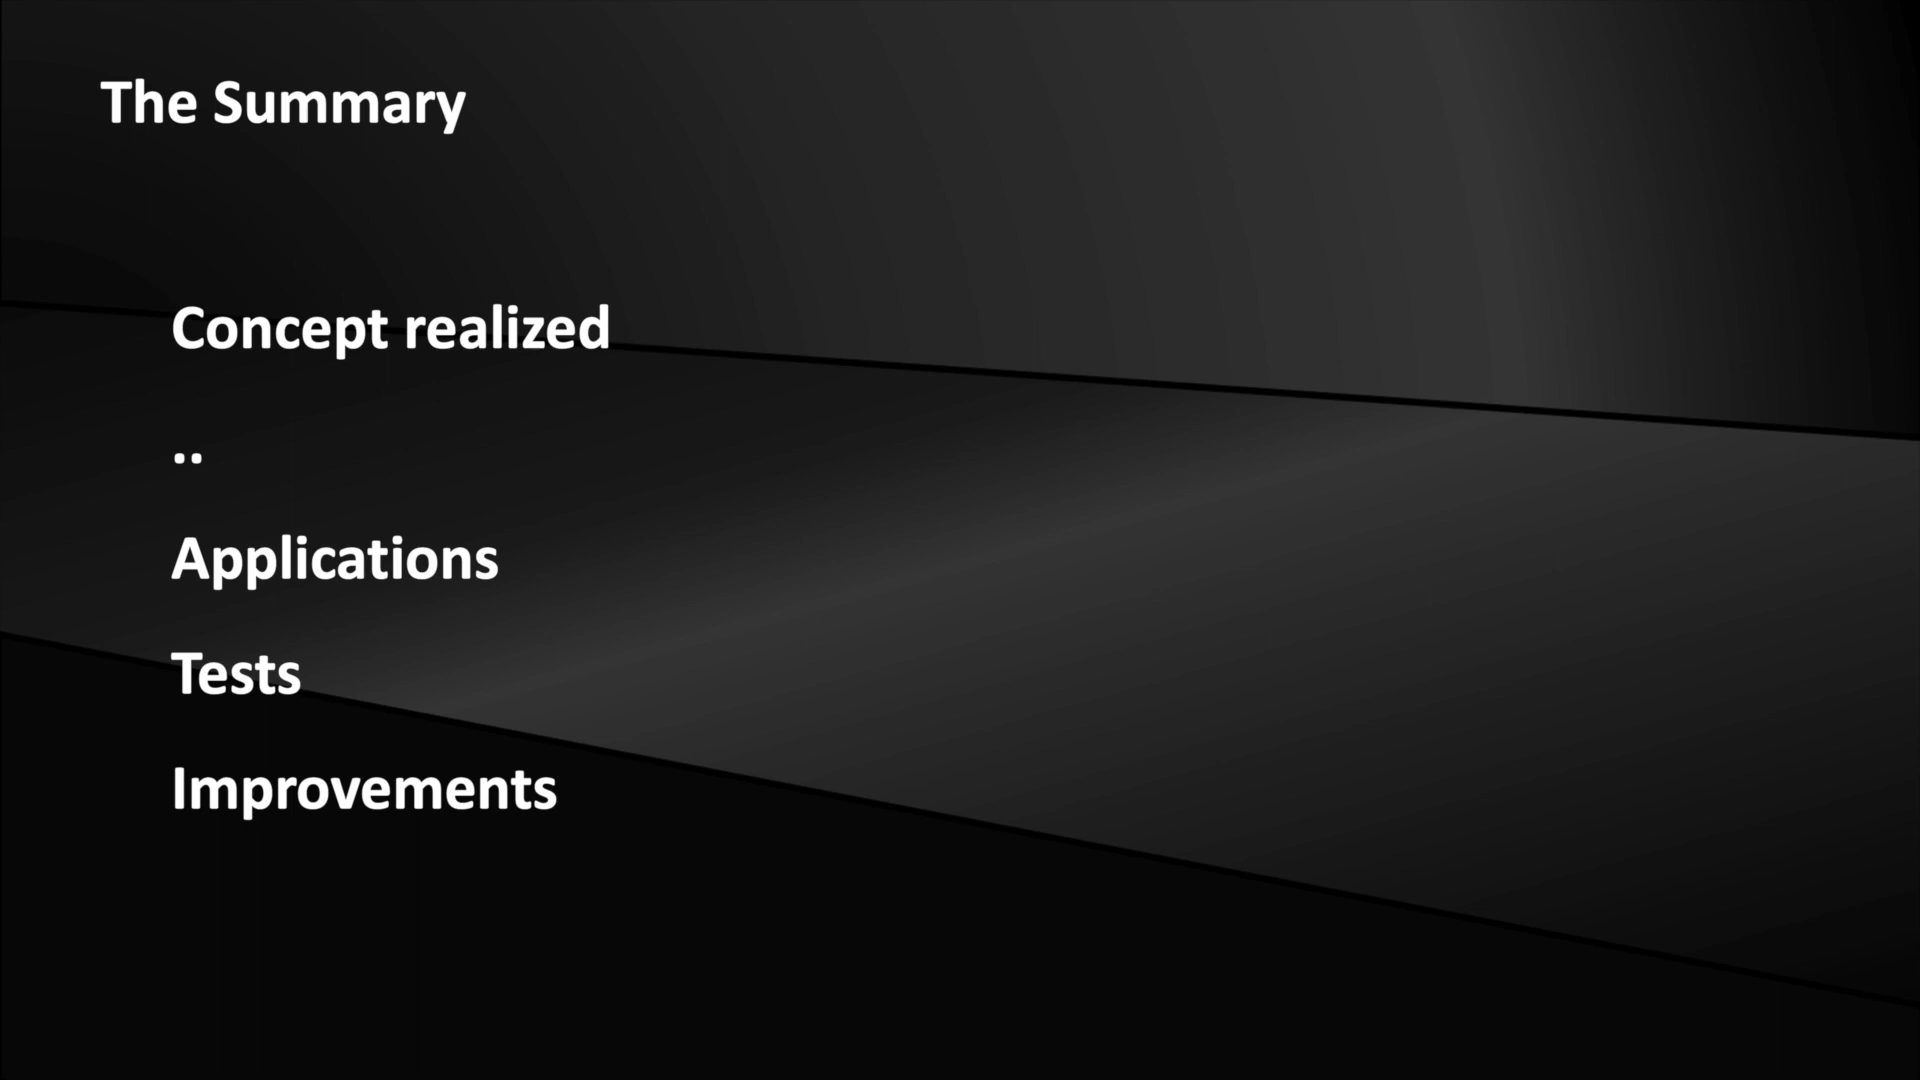 The Summary
Concept realized
..
Applications
Tests
Improvements